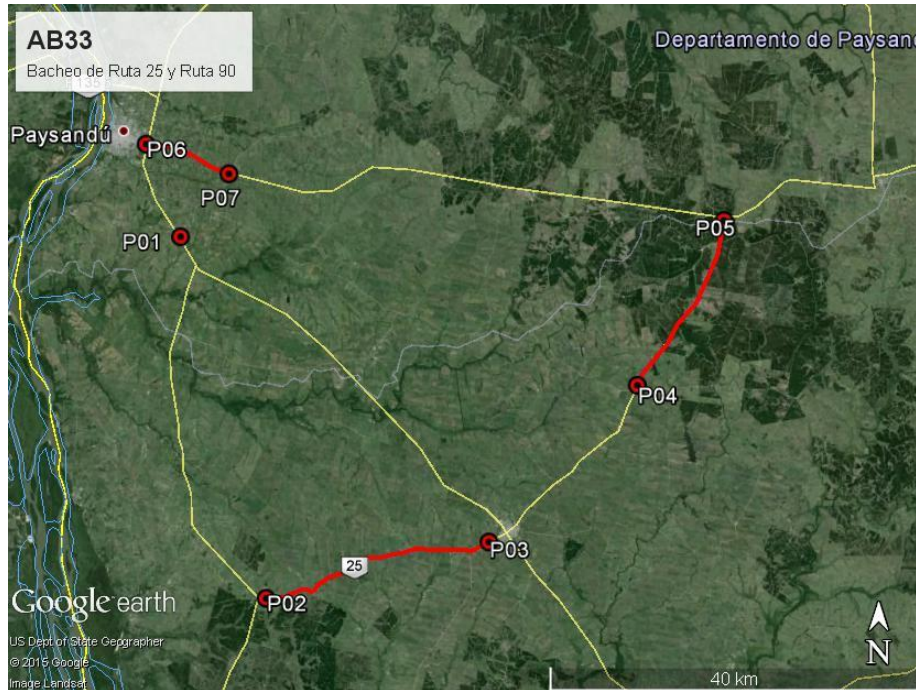 AB33
Bacheo de Ruta 25 y Ruta 90
Departamento de Paysand
135
Paysandú
P06
P07
P01
P05
P04
P03
25
P02
Google earth
US Dept of State Geographer
© 2015 Google
Image Landsat
40 km
N